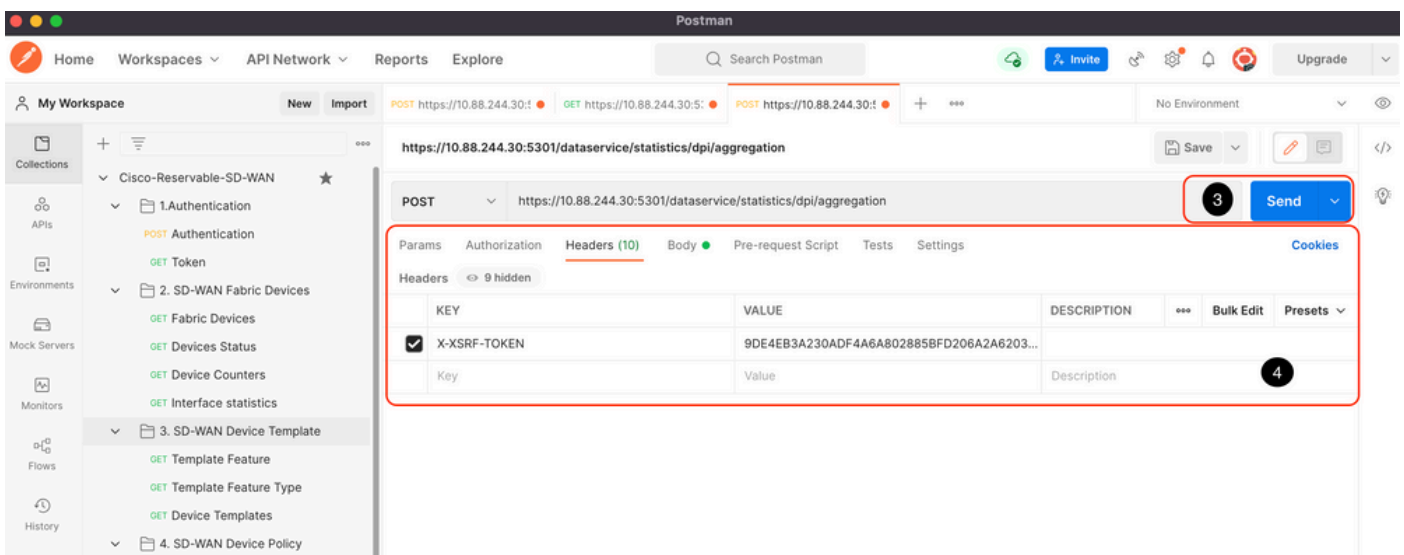 Postman
Home Workspaces API Network Reports Explore Search Postman Invite Upgrade
My Workspace New Import POST https://10.88.244.30:5 GET https://10.88.244.30:5: POST https://10.88.244.30:5 No Environment
Collections
APIs
Environments
Mock Servers
Monitors
Flows
History
Cisco-Reservable-SD-WAN
1.Authentication
POST Authentication
GET Token
2. SD-WAN Fabric Devices
GET Fabric Devices
GET Devices Status
GET Device Counters
GET Interface statistics
3. SD-WAN Device Template
GET Template Feature
GET Template Feature Type
GET Device Templates
4. SD-WAN Device Policy
https://10.88.244.30:5301/dataservice/statistics/dpi/aggregation Save </>
POST https://10.88.244.30:5301/dataservice/statistics/dpi/aggregation 3 Send
Params Authorization Headers (10) Body Pre-request Script Tests Settings Cookies
Headers 9 hidden
KEY VALUE DESCRIPTION Bulk Edit Presets
X-XSRF-TOKEN 9DE4EB3A230ADF4A6A802885BFD206A2A6203...
Key Value Description 4